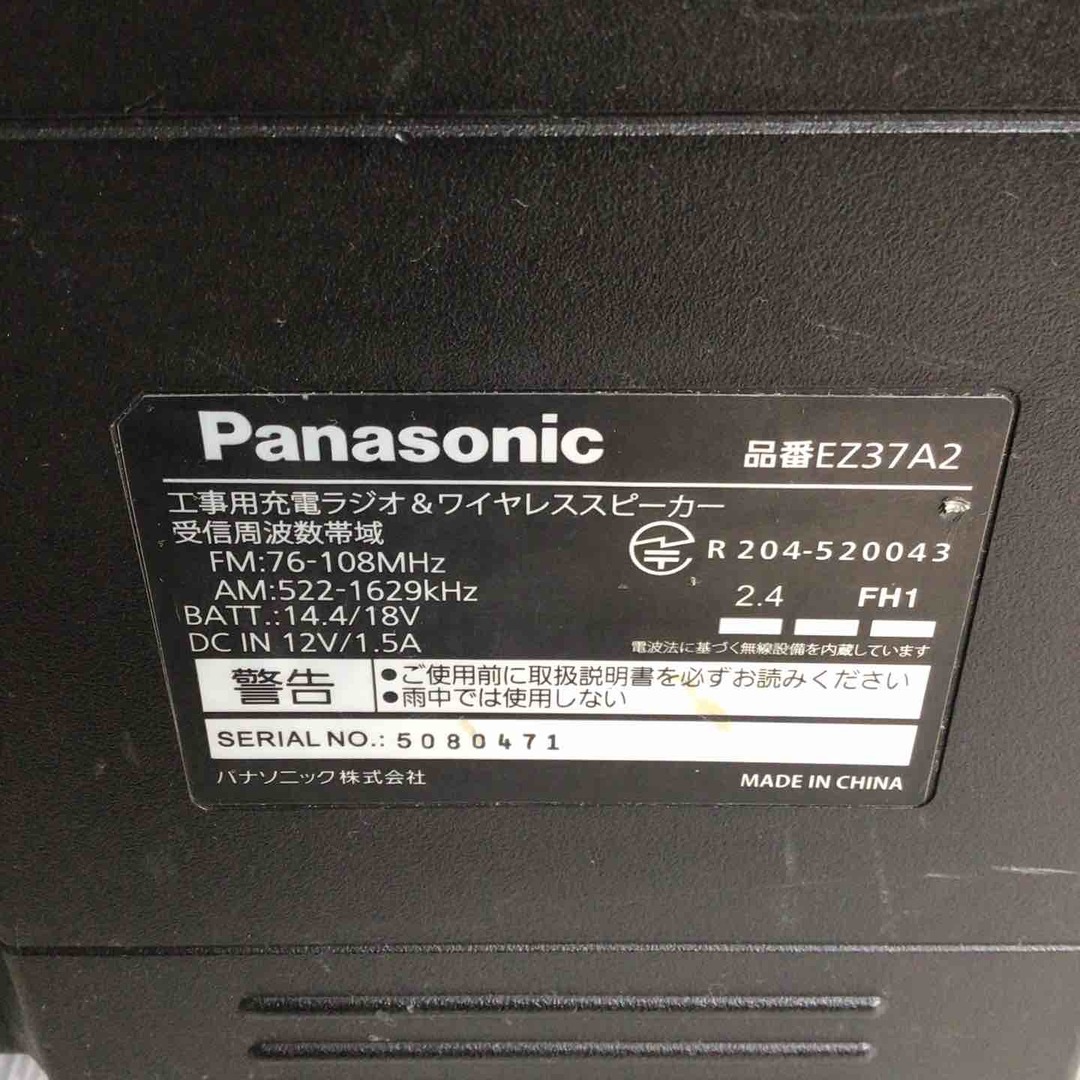 Panasonic
品番EZ37A2
工事用充電ラジオ&ワイヤレススピーカー
受信周波数帯域
FM:76-108MHz
AM:522-1629kHz
BATT.:14.4/18V
DC IN 12V/1.5A
R 204-520043
2.4 FH1
電波法に基づく無線設備を内蔵しています
警告
●ご使用前に取扱説明書を必ずお読みください
●雨中では使用しない
SERIAL NO.: 5080471
パナソニック株式会社
MADE IN CHINA